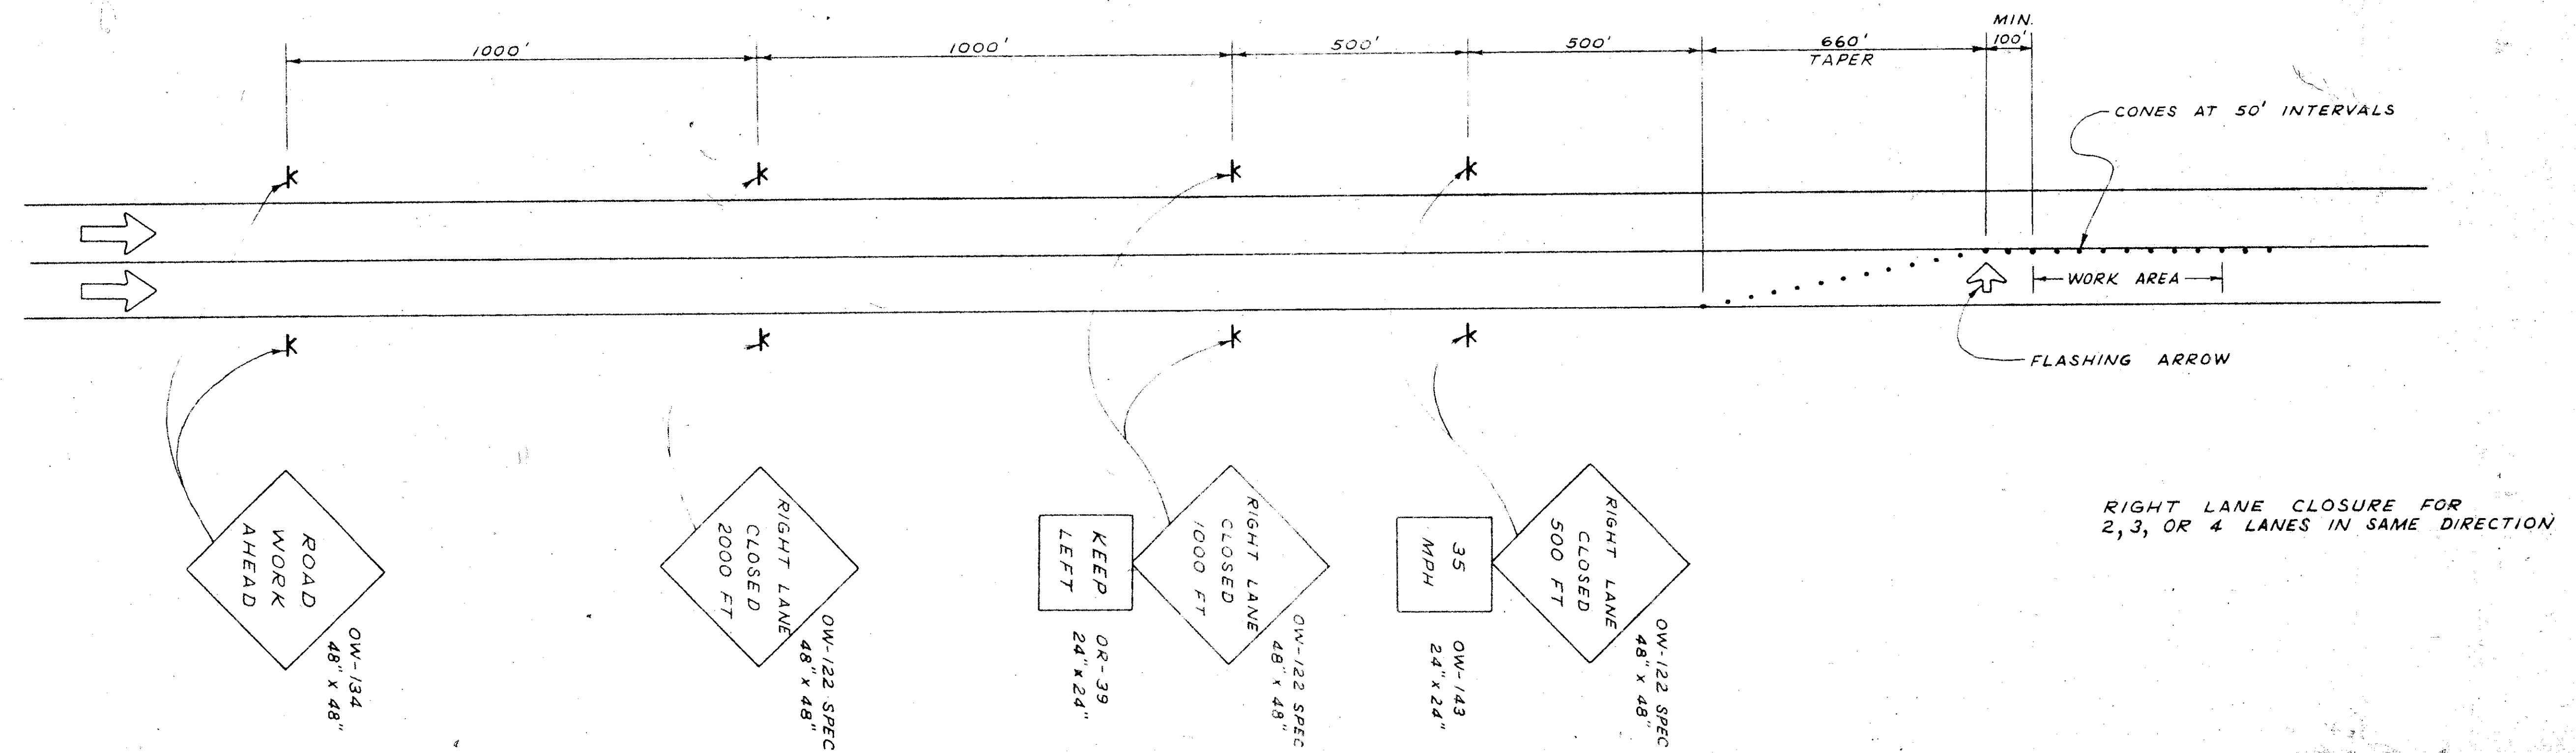 1000'
1000'
500'
500'
660'
TAPER
MIN.
100'
CONES AT 50' INTERVALS
WORK AREA
FLASHING ARROW
ROAD
WORK
AHEAD
OW-134
48" x 48"
RIGHT LANE
CLOSED
2000 FT
OW-122 SPEC
48" x 48"
KEEP
LEFT
OR-39
24" x 24"
RIGHT LANE
CLOSED
1000 FT
OW-122 SPEC
48" x 48"
35
MPH
OW-143
24" x 24"
RIGHT LANE
CLOSED
500 FT
OW-122 SPEC
48" x 48"
RIGHT LANE CLOSURE FOR
2,3, OR 4 LANES IN SAME DIRECTION